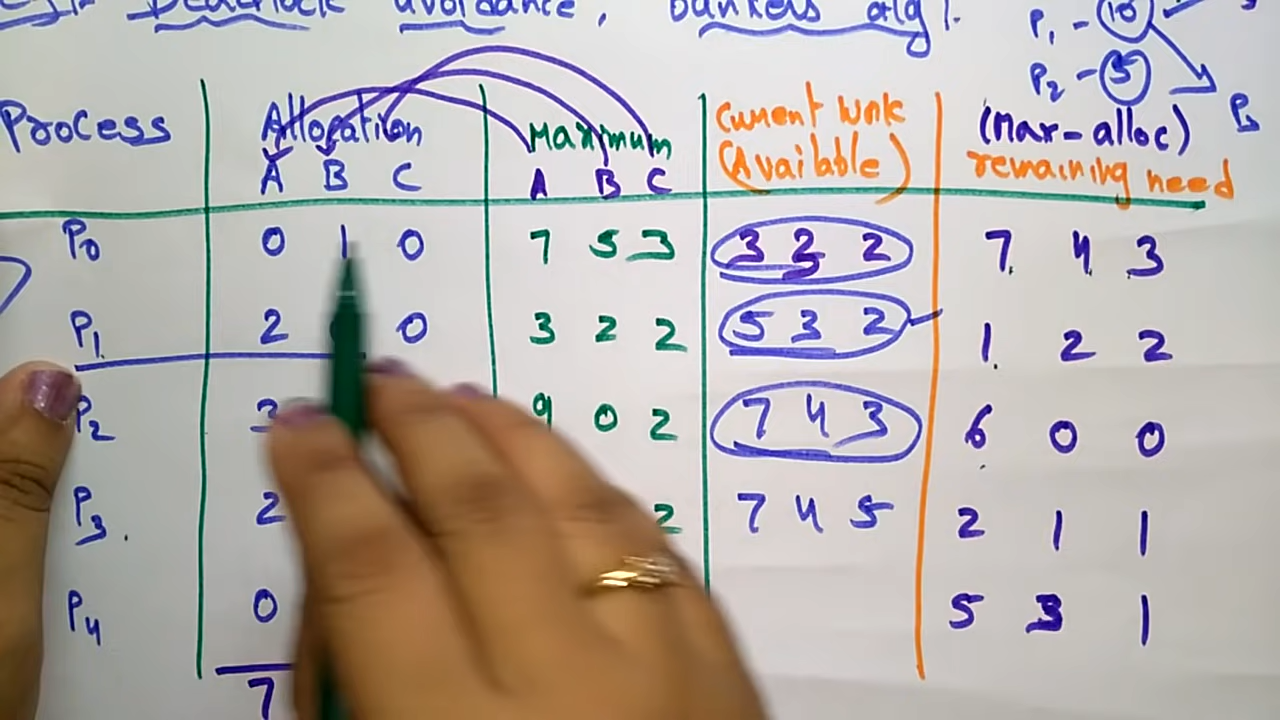 Deadlock avoidance, bankers alg).
P1 - 10
P2 - 5
Process Allocation Maximum Current Work (Available) (Max-alloc) remaining need
A B C A B C
P0 0 1 0 7 5 3 3 3 2 7 4 3
P1 2 0 3 2 2 5 3 2 1 2 2
P2 3 9 0 2 7 4 3 6 0 0
P3 2 2 7 4 5 2 1 1
P4 0 5 3 1
7